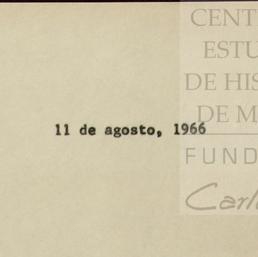 CENT
ESTU
DE HIS
DE M
FUND
Carl
11 de agosto, 1966